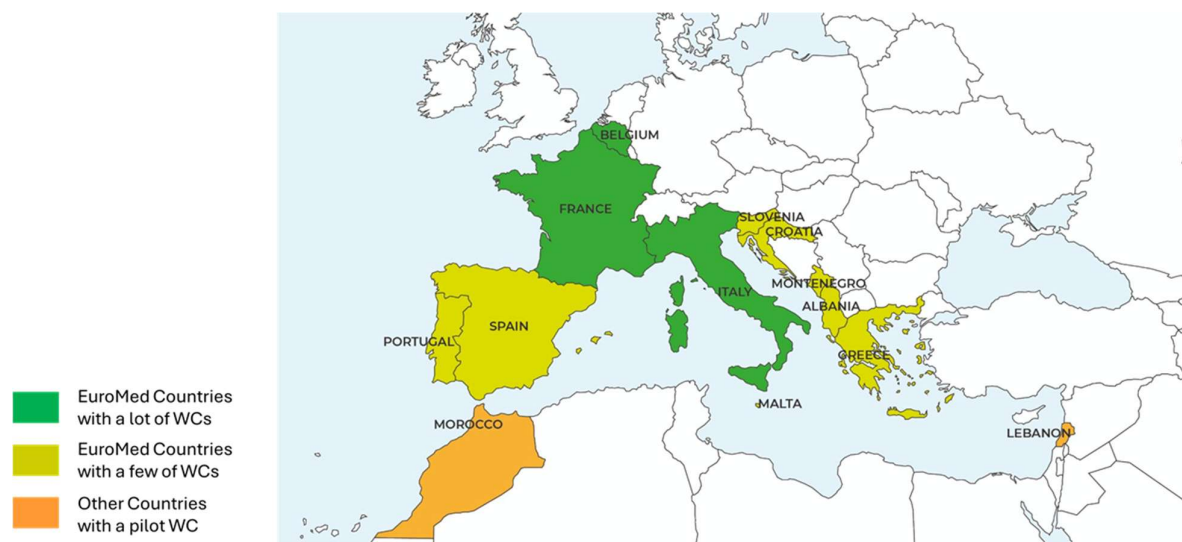 BELGIUM
FRANCE
SLOVENIA
CROATIA
MONTENEGRO
ITALY
ALBANIA
SPAIN
PORTUGAL
GREECE
MALTA
MOROCCO
LEBANON
EuroMed Countries
with a lot of WCs
EuroMed Countries
with a few of WCs
Other Countries
with a pilot WC